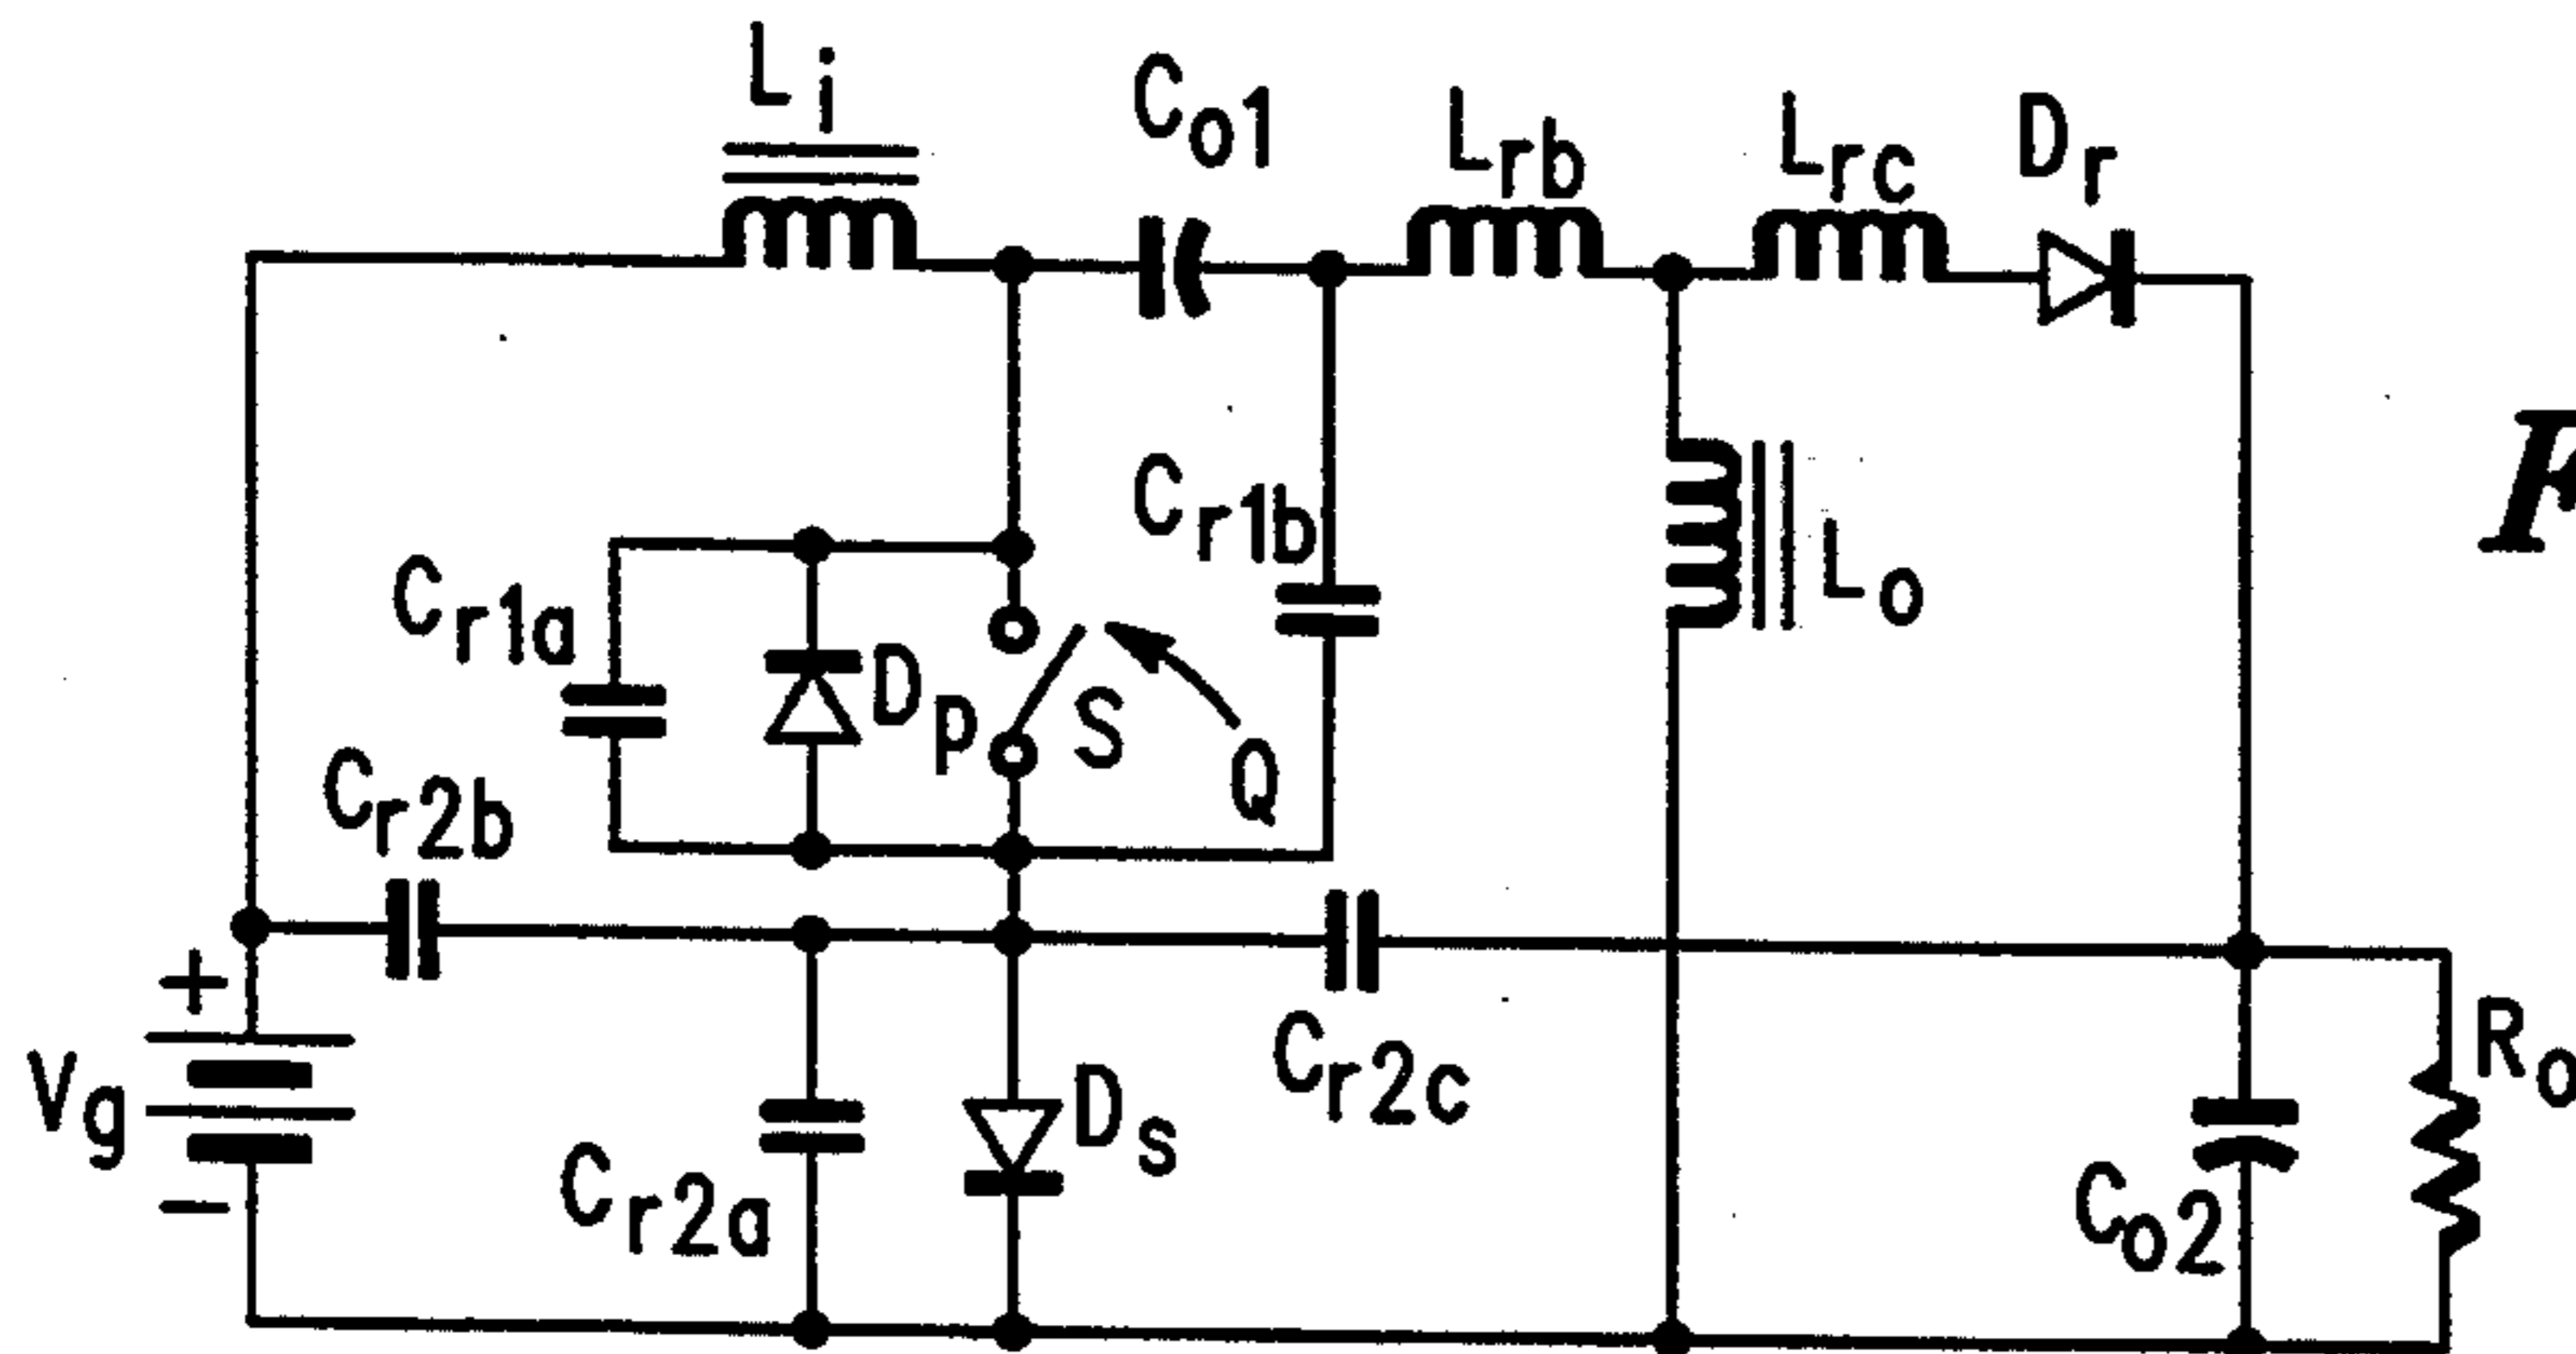 Li
Co1
Lrb
Lrc
Dr
Cr1b
Lo
Cr1a
Dp
S
Q
Cr2b
+
Vg
−
Cr2a
Ds
Cr2c
Co2
Ro